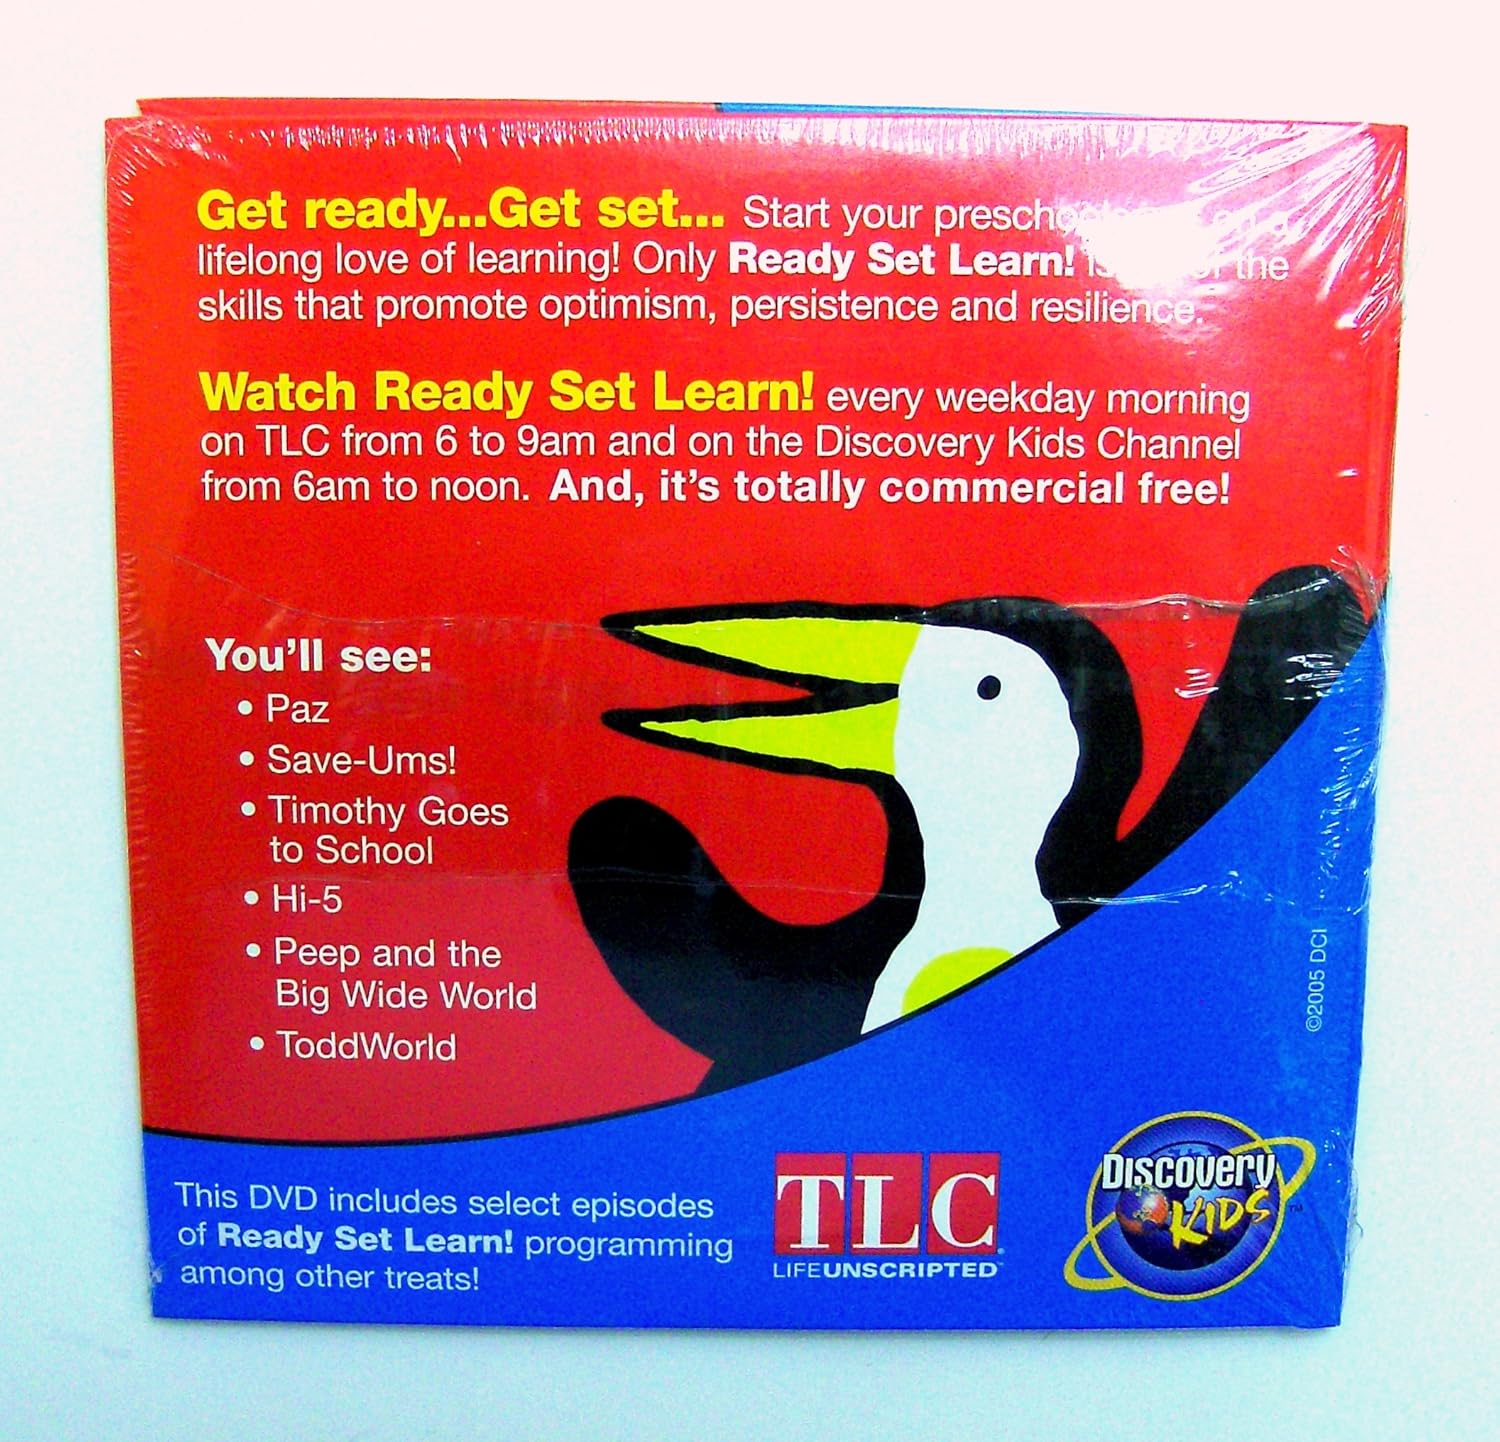 Get ready...Get set... Start your
lifelong love of learning! Only Ready Set Learn! the
skills that promote optimism, persistence and resilience.
Watch Ready Set Learn! every weekday morning
on TLC from 6 to 9am and on the Discovery Kids Channel
from 6am to noon. And, it's totally commercial free!
You'll see:
• Paz
• Save-Ums!
• Timothy Goes
to School
• Hi-5
• Peep and the
Big Wide World
• ToddWorld
©2005 DCI
This DVD includes select episodes
of Ready Set Learn! programming
among other treats!
TLC
LIFEUNSCRIPTED
Discovery
KIDS™